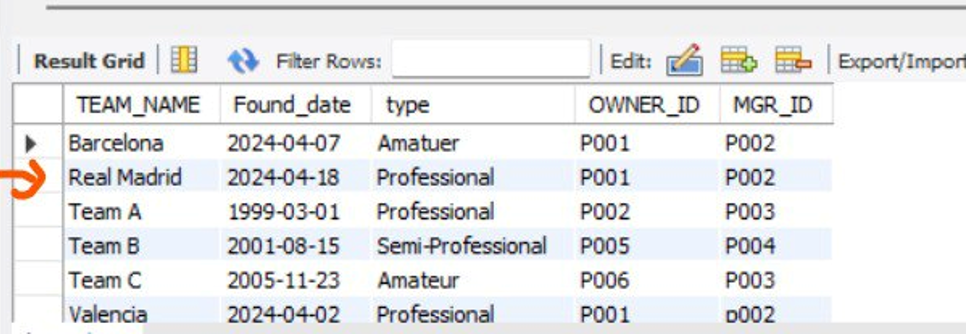 Result Grid Filter Rows: Edit: Export/Import
TEAM_NAME Found_date type OWNER_ID MGR_ID
Barcelona 2024-04-07 Amatuer P001 P002
Real Madrid 2024-04-18 Professional P001 P002
Team A 1999-03-01 Professional P002 P003
Team B 2001-08-15 Semi-Professional P005 P004
Team C 2005-11-23 Amateur P006 P003
Valencia 2024-04-02 Professional P001 p002